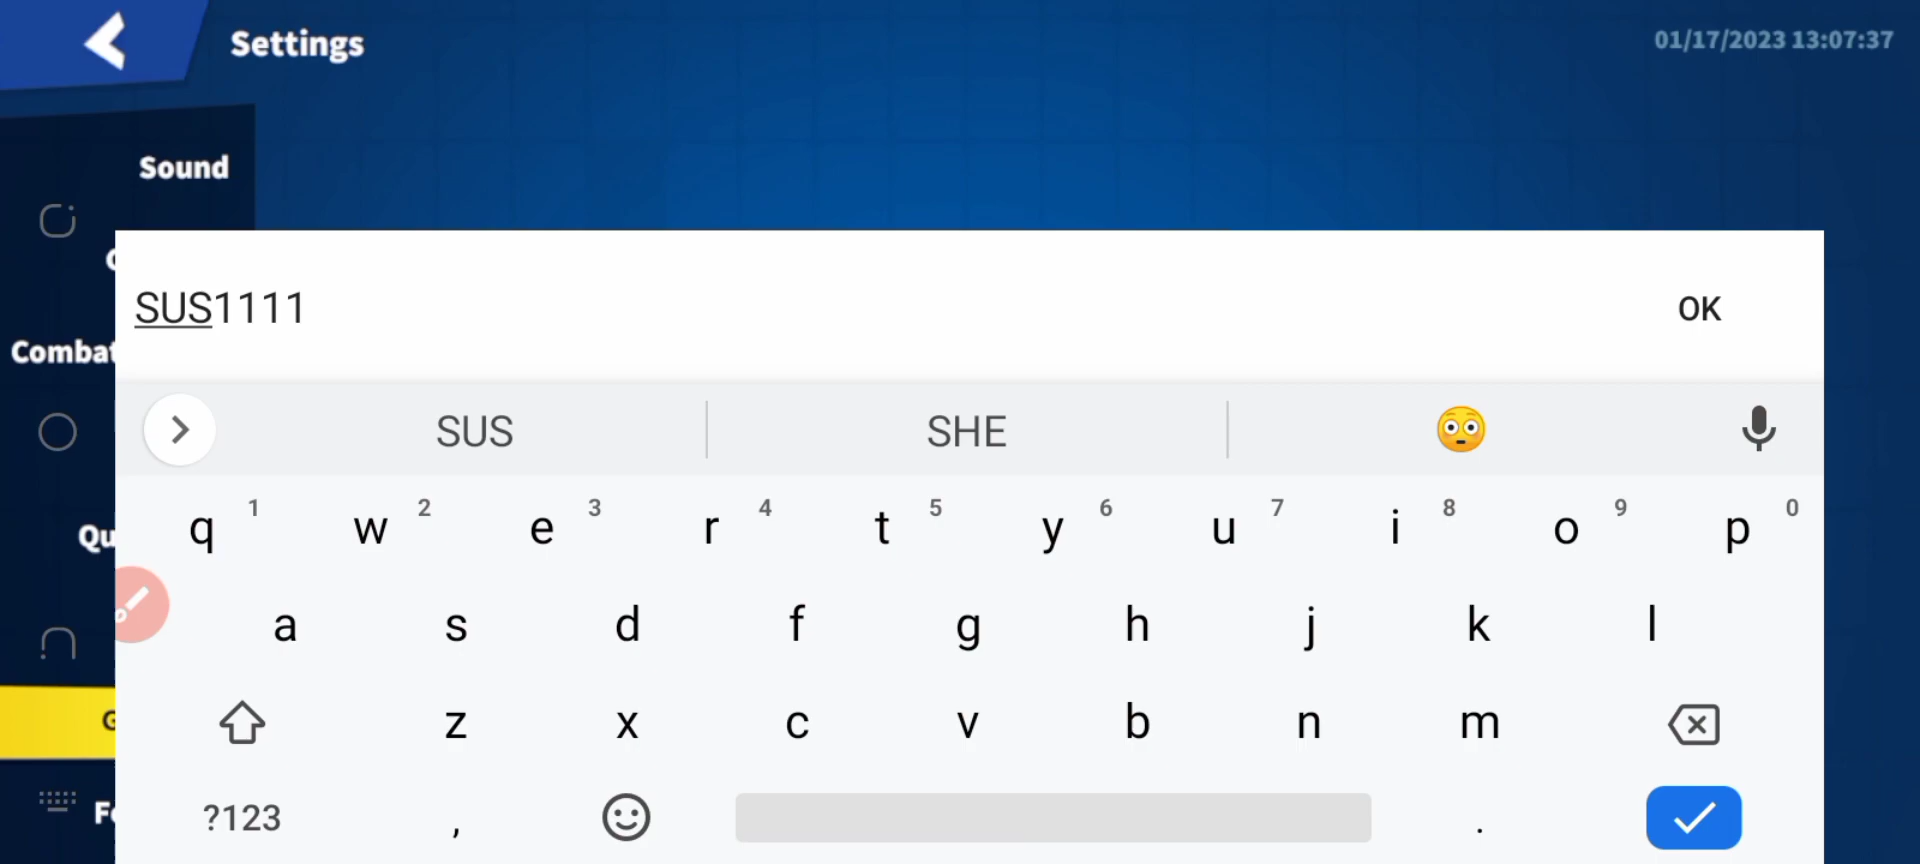 Settings
01/17/2023 13:07:37
Sound
Combat
SUS1111
OK
SUS SHE
q 1 w 2 e 3 r 4 t 5 y 6 u 7 i 8 o 9 p 0
a s d f g h j k l
z x c v b n m
?123 , .